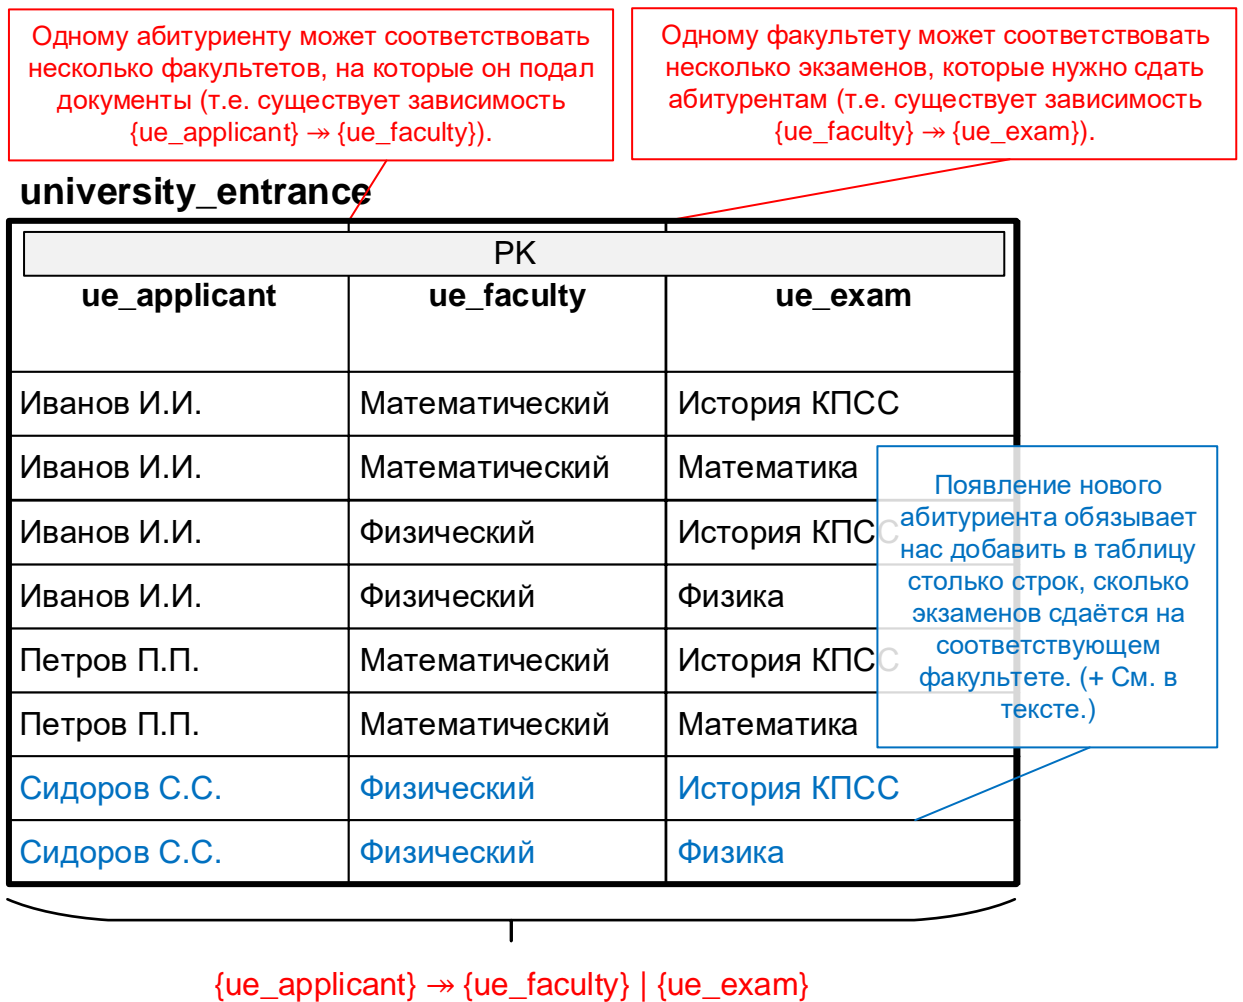 Одному абитуриенту может соответствовать
несколько факультетов, на которые он подал
документы (т.е. существует зависимость
{ue_applicant} ↠ {ue_faculty}).
Одному факультету может соответствовать
несколько экзаменов, которые нужно сдать
абитурентам (т.е. существует зависимость
{ue_faculty} ↠ {ue_exam}).
university_entrance
PK
ue_applicant ue_faculty ue_exam
Иванов И.И. Математический История КПСС
Иванов И.И. Математический Математика
Иванов И.И. Физический История КПСС
Иванов И.И. Физический Физика
Петров П.П. Математический История КПСС
Петров П.П. Математический Математика
Сидоров С.С. Физический История КПСС
Сидоров С.С. Физический Физика
Появление нового
абитуриента обязывает
нас добавить в таблицу
столько строк, сколько
экзаменов сдаётся на
соответствующем
факультете. (+ См. в
тексте.)
{ue_applicant} ↠ {ue_faculty} | {ue_exam}